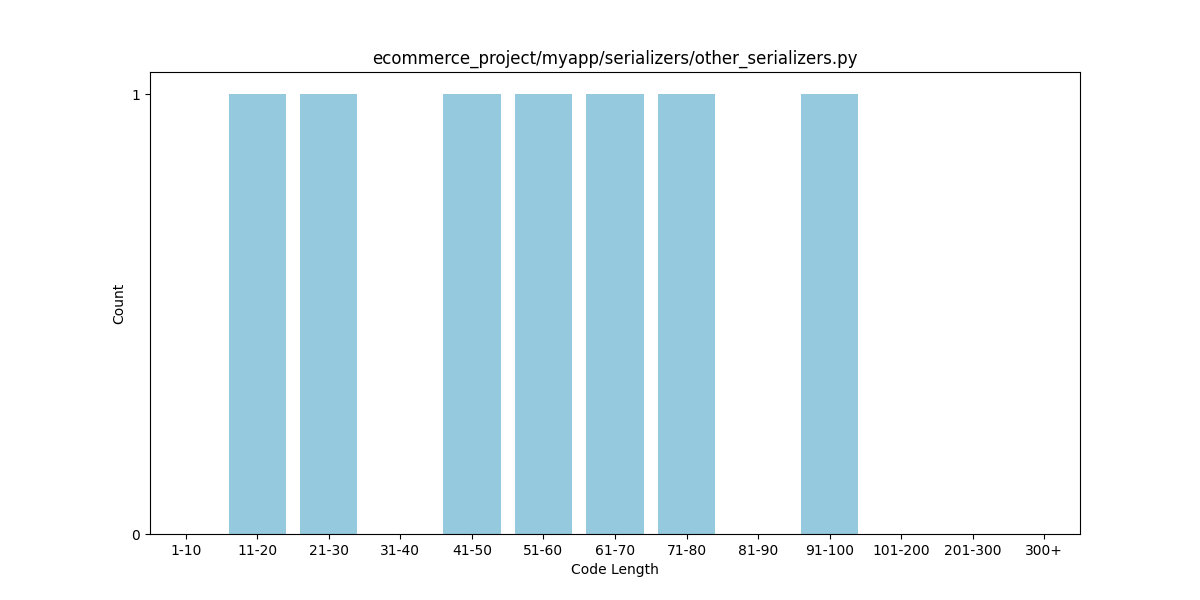 ecommerce_project/myapp/serializers/other_serializers.py
1
Count
0
1-10 11-20 21-30 31-40 41-50 51-60 61-70 71-80 81-90 91-100 101-200 201-300 300+
Code Length